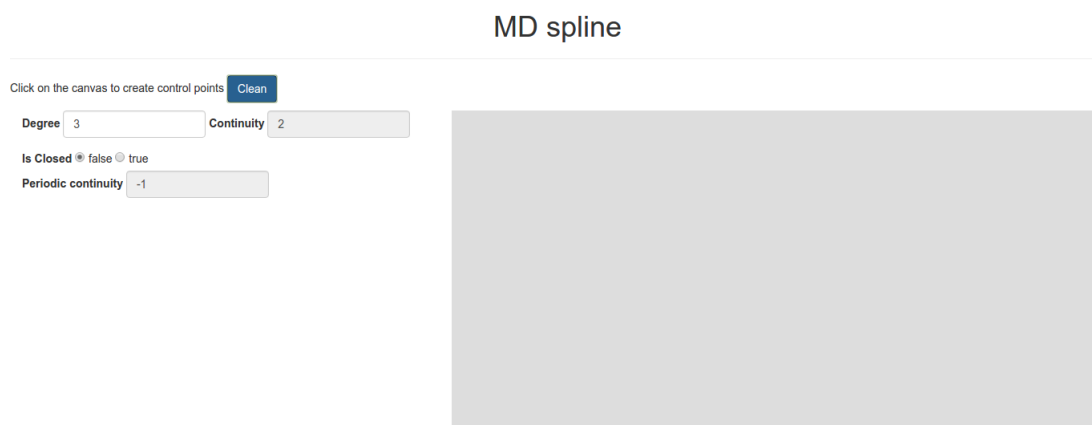 MD spline
Click on the canvas to create control points Clean
Degree 3 Continuity 2
Is Closed false true
Periodic continuity -1